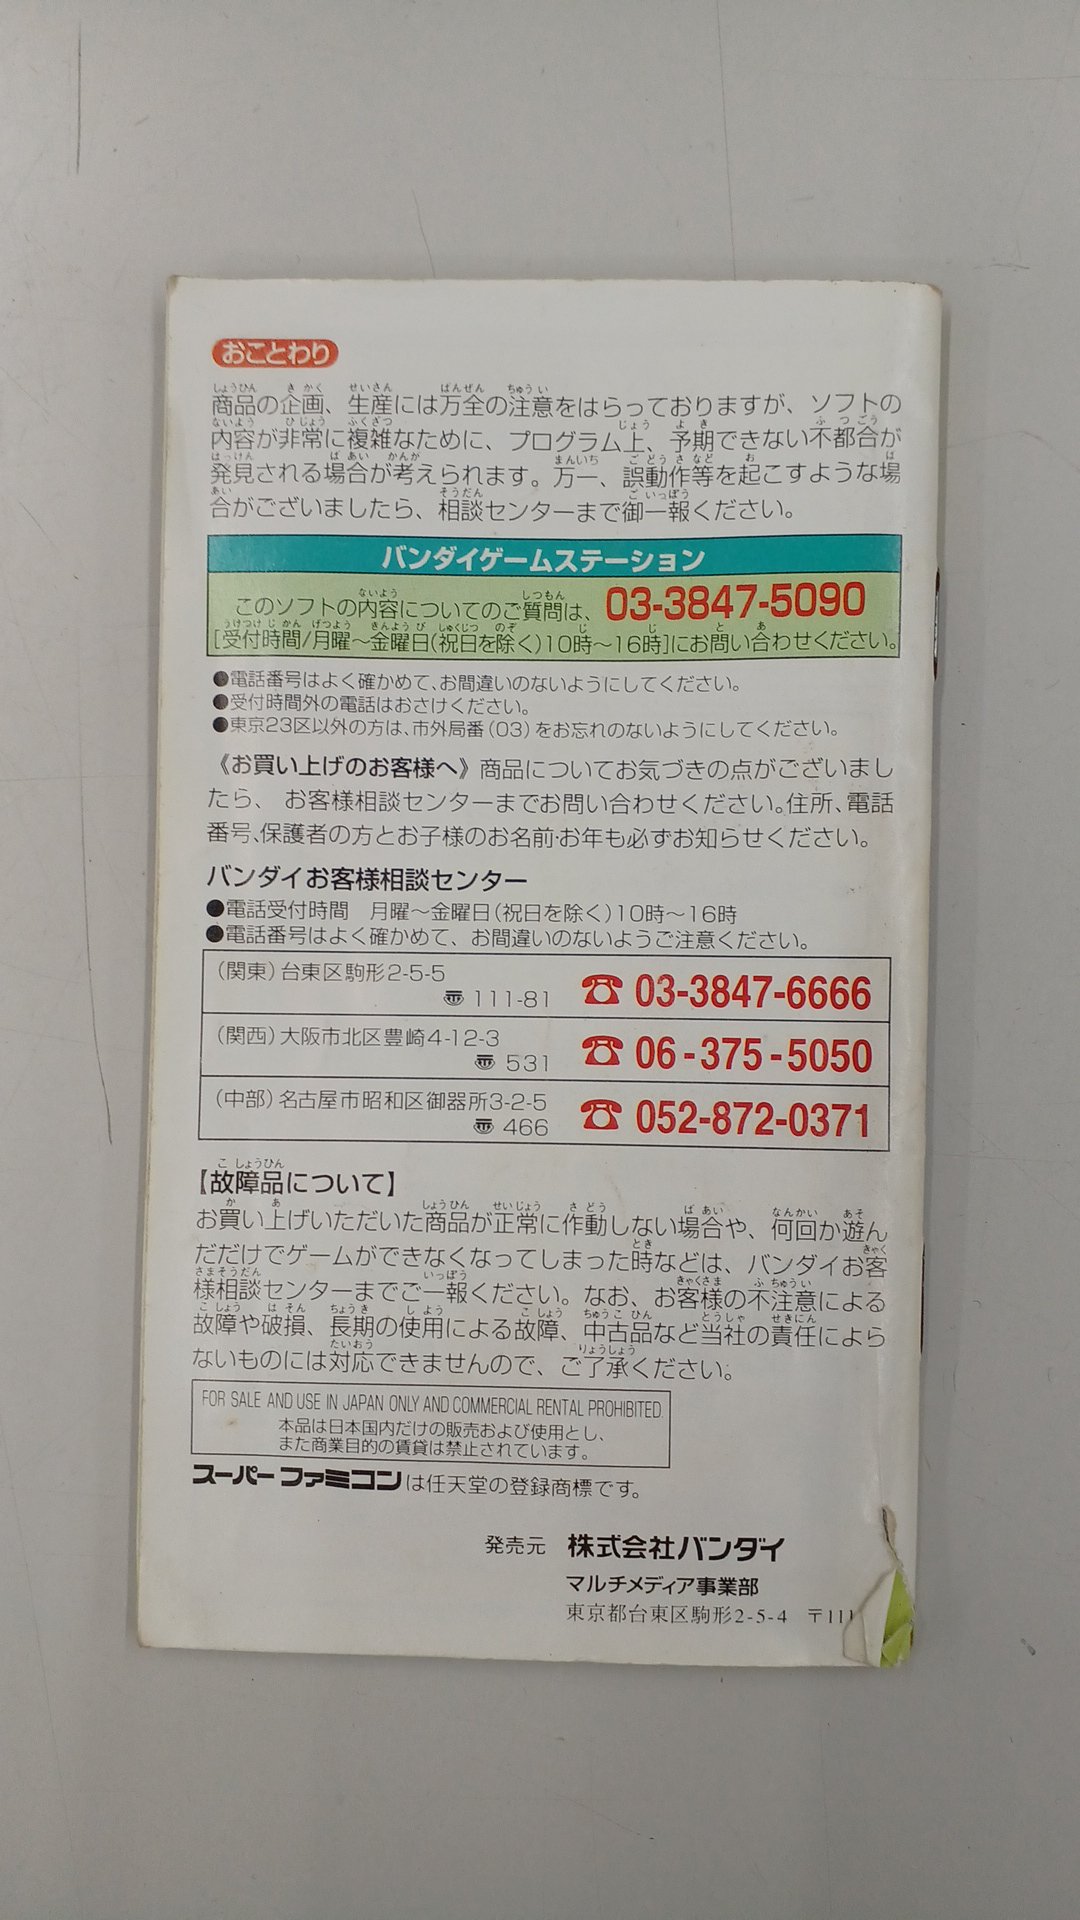 おことわり
商品の企画、生産には万全の注意をはらっておりますが、ソフトの
内容が非常に複雑なために、プログラム上、予期できない不都合が
発見される場合が考えられます。万一、誤動作等を起こすような場
合がございましたら、相談センターまで御一報ください。
バンダイゲームステーション
このソフトの内容についてのご質問は、03-3847-5090
[受付時間/月曜～金曜日(祝日を除く)10時～16時]にお問い合わせください。
●電話番号はよく確かめて、お間違いのないようにしてください。
●受付時間外の電話はおさけください。
●東京23区以外の方は、市外局番(03)をお忘れのないようにしてください。
《お買い上げのお客様へ》商品についてお気づきの点がございまし
たら、お客様相談センターまでお問い合わせください。住所、電話
番号、保護者の方とお子様のお名前・お年も必ずお知らせください。
バンダイお客様相談センター
●電話受付時間　月曜～金曜日(祝日を除く)10時～16時
●電話番号はよく確かめて、お間違いのないようご注意ください。
(関東)台東区駒形2-5-5
〠111-81 ☎03-3847-6666
(関西)大阪市北区豊崎4-12-3
〠531 ☎06-375-5050
(中部)名古屋市昭和区御器所3-2-5
〠466 ☎052-872-0371
【故障品について】
お買い上げいただいた商品が正常に作動しない場合や、何回か遊ん
だだけでゲームができなくなってしまった時などは、バンダイお客
様相談センターまでご一報ください。なお、お客様の不注意による
故障や破損、長期の使用による故障、中古品など当社の責任によら
ないものには対応できませんので、ご了承ください。
FOR SALE AND USE IN JAPAN ONLY AND COMMERCIAL RENTAL PROHIBITED.
本品は日本国内だけの販売および使用とし、
また商業目的の賃貸は禁止されています。
スーパーファミコンは任天堂の登録商標です。
発売元 株式会社バンダイ
マルチメディア事業部
東京都台東区駒形2-5-4 〒111